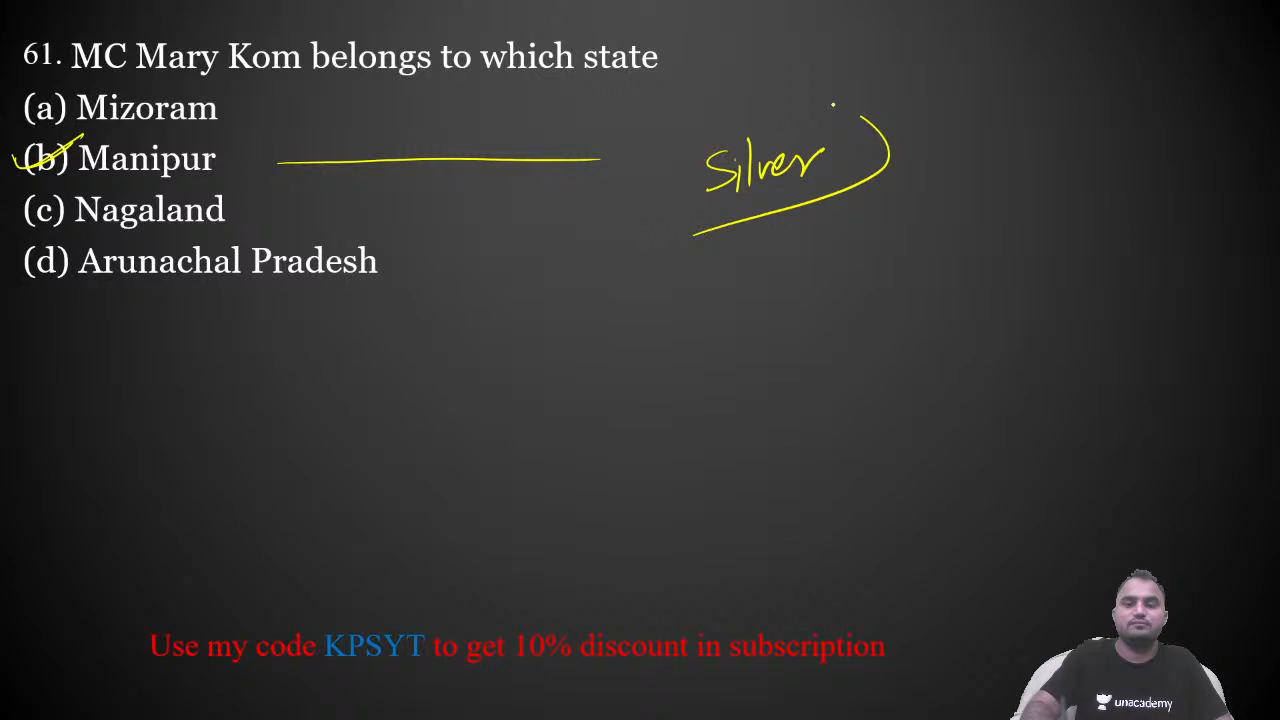 61. MC Mary Kom belongs to which state
(a) Mizoram
(b) Manipur
Silver
(c) Nagaland
(d) Arunachal Pradesh
Use my code KPSYT to get 10% discount in subscription
unacademy